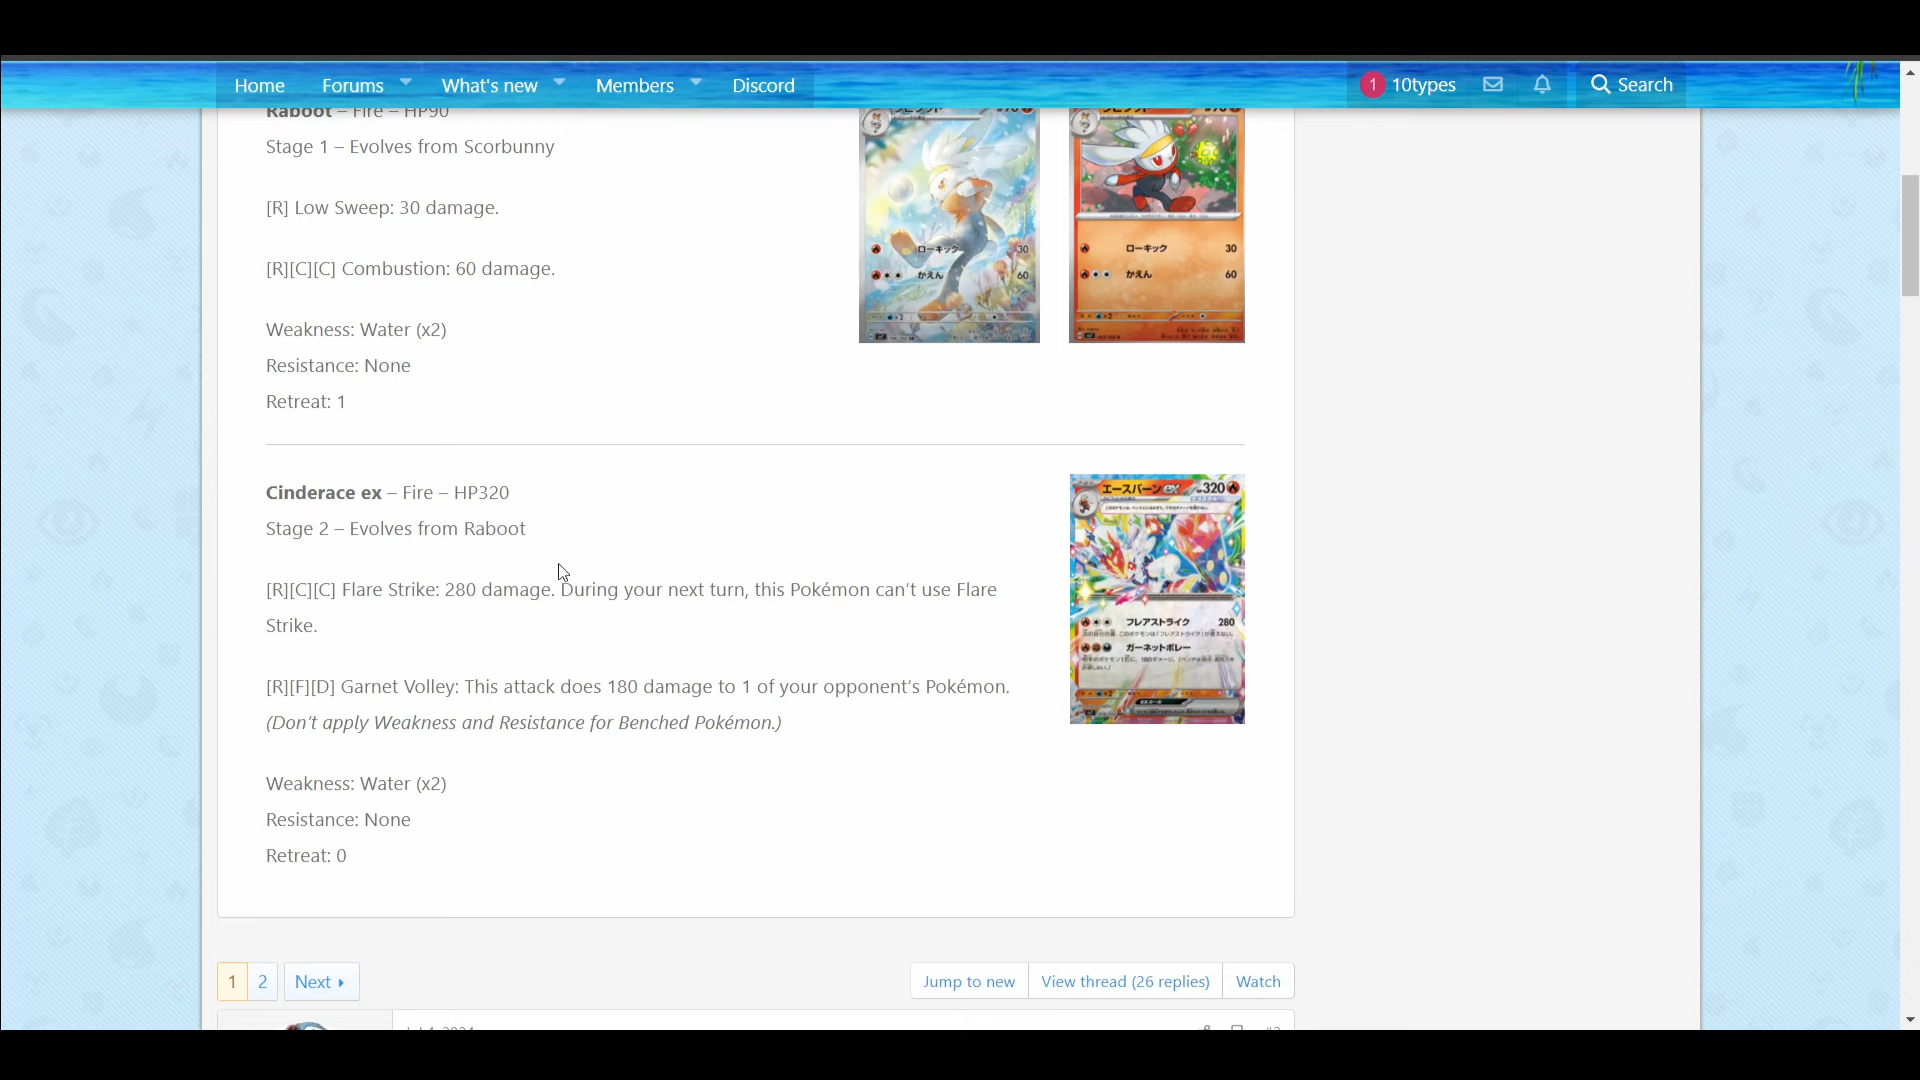 Home Forums What's new Members Discord 1 10types Search
Raboot – Fire – HP90
Stage 1 – Evolves from Scorbunny
[R] Low Sweep: 30 damage.
[R][C][C] Combustion: 60 damage.
Weakness: Water (x2)
Resistance: None
Retreat: 1
ローキック 30
かえん 60
ローキック 30
かえん 60
Cinderace ex – Fire – HP320
Stage 2 – Evolves from Raboot
[R][C][C] Flare Strike: 280 damage. During your next turn, this Pokémon can't use Flare
Strike.
[R][F][D] Garnet Volley: This attack does 180 damage to 1 of your opponent's Pokémon.
(Don't apply Weakness and Resistance for Benched Pokémon.)
Weakness: Water (x2)
Resistance: None
Retreat: 0
エースバーンex 320
フレアストライク 280
ガーネットボレー
1 2 Next
Jump to new View thread (26 replies) Watch